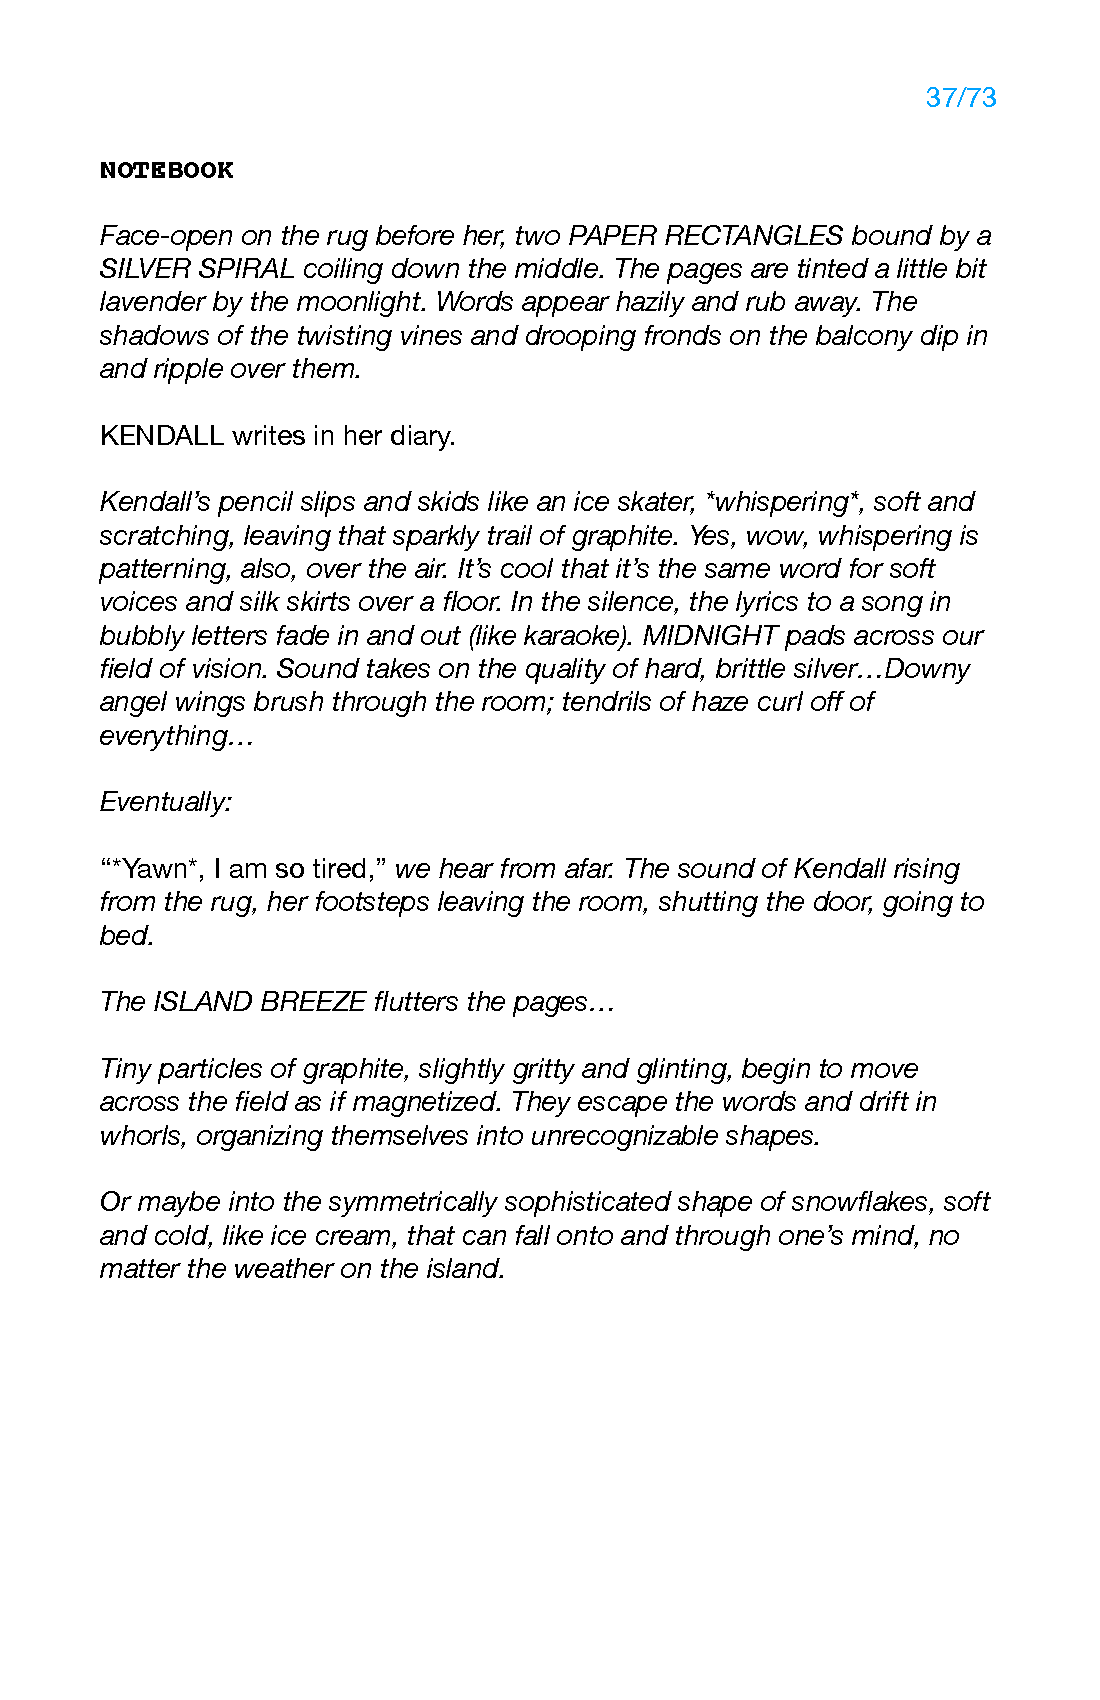 37/73
NOTEBOOK
Face-open on the rug before her, two PAPER RECTANGLES bound by a
SILVER SPIRAL coiling down the middle. The pages are tinted a little bit
lavender by the moonlight. Words appear hazily and rub away. The
shadows of the twisting vines and drooping fronds on the balcony dip in
and ripple over them.
KENDALL writes in her diary.
Kendall’s pencil slips and skids like an ice skater, *whispering*, soft and
scratching, leaving that sparkly trail of graphite. Yes, wow, whispering is
patterning, also, over the air. It’s cool that it’s the same word for soft
voices and silk skirts over a floor. In the silence, the lyrics to a song in
bubbly letters fade in and out (like karaoke). MIDNIGHT pads across our
field of vision. Sound takes on the quality of hard, brittle silver…Downy
angel wings brush through the room; tendrils of haze curl off of
everything…
Eventually:
“*Yawn*, I am so tired,” we hear from afar. The sound of Kendall rising
from the rug, her footsteps leaving the room, shutting the door, going to
bed.
The ISLAND BREEZE flutters the pages…
Tiny particles of graphite, slightly gritty and glinting, begin to move
across the field as if magnetized. They escape the words and drift in
whorls, organizing themselves into unrecognizable shapes.
Or maybe into the symmetrically sophisticated shape of snowflakes, soft
and cold, like ice cream, that can fall onto and through one’s mind, no
matter the weather on the island.